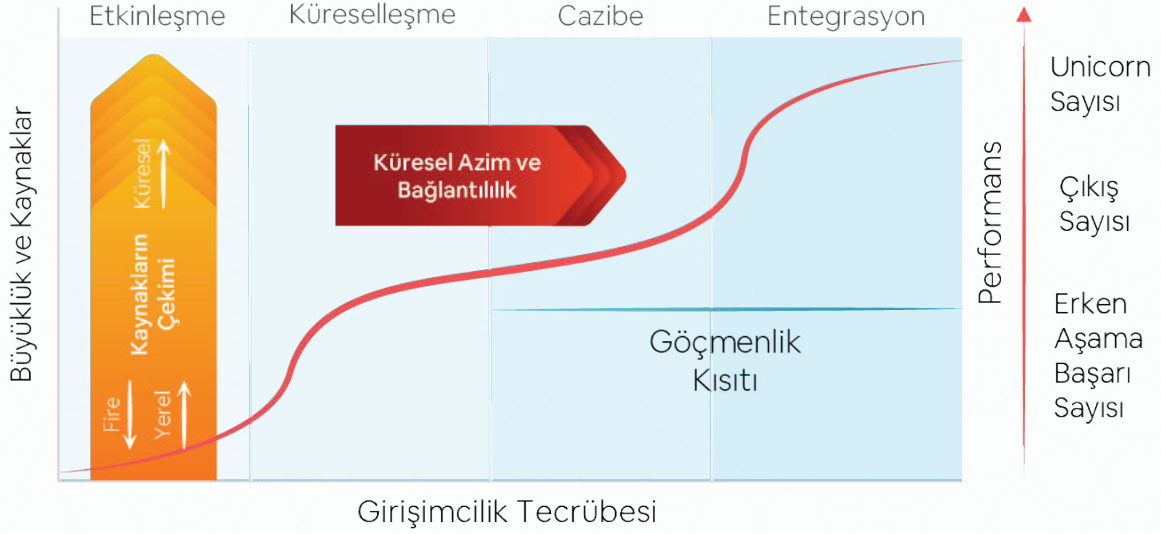 Etkinleşme
Küreselleşme
Cazibe
Entegrasyon
Büyüklük ve Kaynaklar
Küresel
Kaynakların
Çekimi
Fire
Yerel
Küresel Azim ve
Bağlantılılık
Göçmenlik
Kısıtı
Girişimcilik Tecrübesi
Performans
Unicorn
Sayısı
Çıkış
Sayısı
Erken
Aşama
Başarı
Sayısı